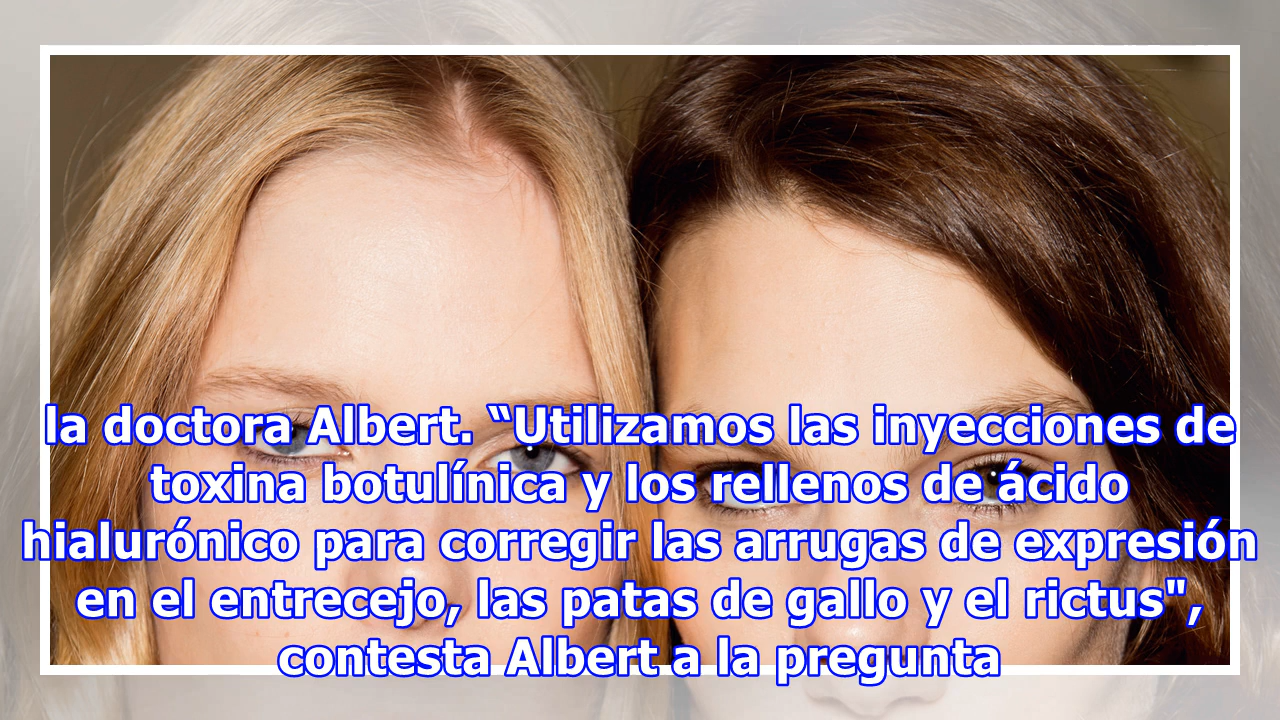 la doctora Albert. “Utilizamos las inyecciones de
toxina botulínica y los rellenos de ácido
hialurónico para corregir las arrugas de expresión
en el entrecejo, las patas de gallo y el rictus",
contesta Albert a la pregunta